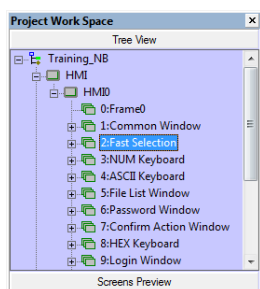 Project Work Space
Tree View
Training_NB
HMI
HMI0
0:Frame0
1:Common Window
2:Fast Selection
3:NUM Keyboard
4:ASCII Keyboard
5:File List Window
6:Password Window
7:Confirm Action Window
8:HEX Keyboard
9:Login Window
Screens Preview